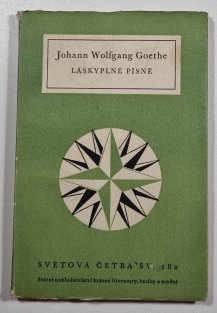 Johann Wolfgang Goethe
LÁSKYPLNÉ PÍSNĚ
SVĚTOVÁ ČETBA SV. 182
Státní nakladatelství krásné literatury, hudby a umění